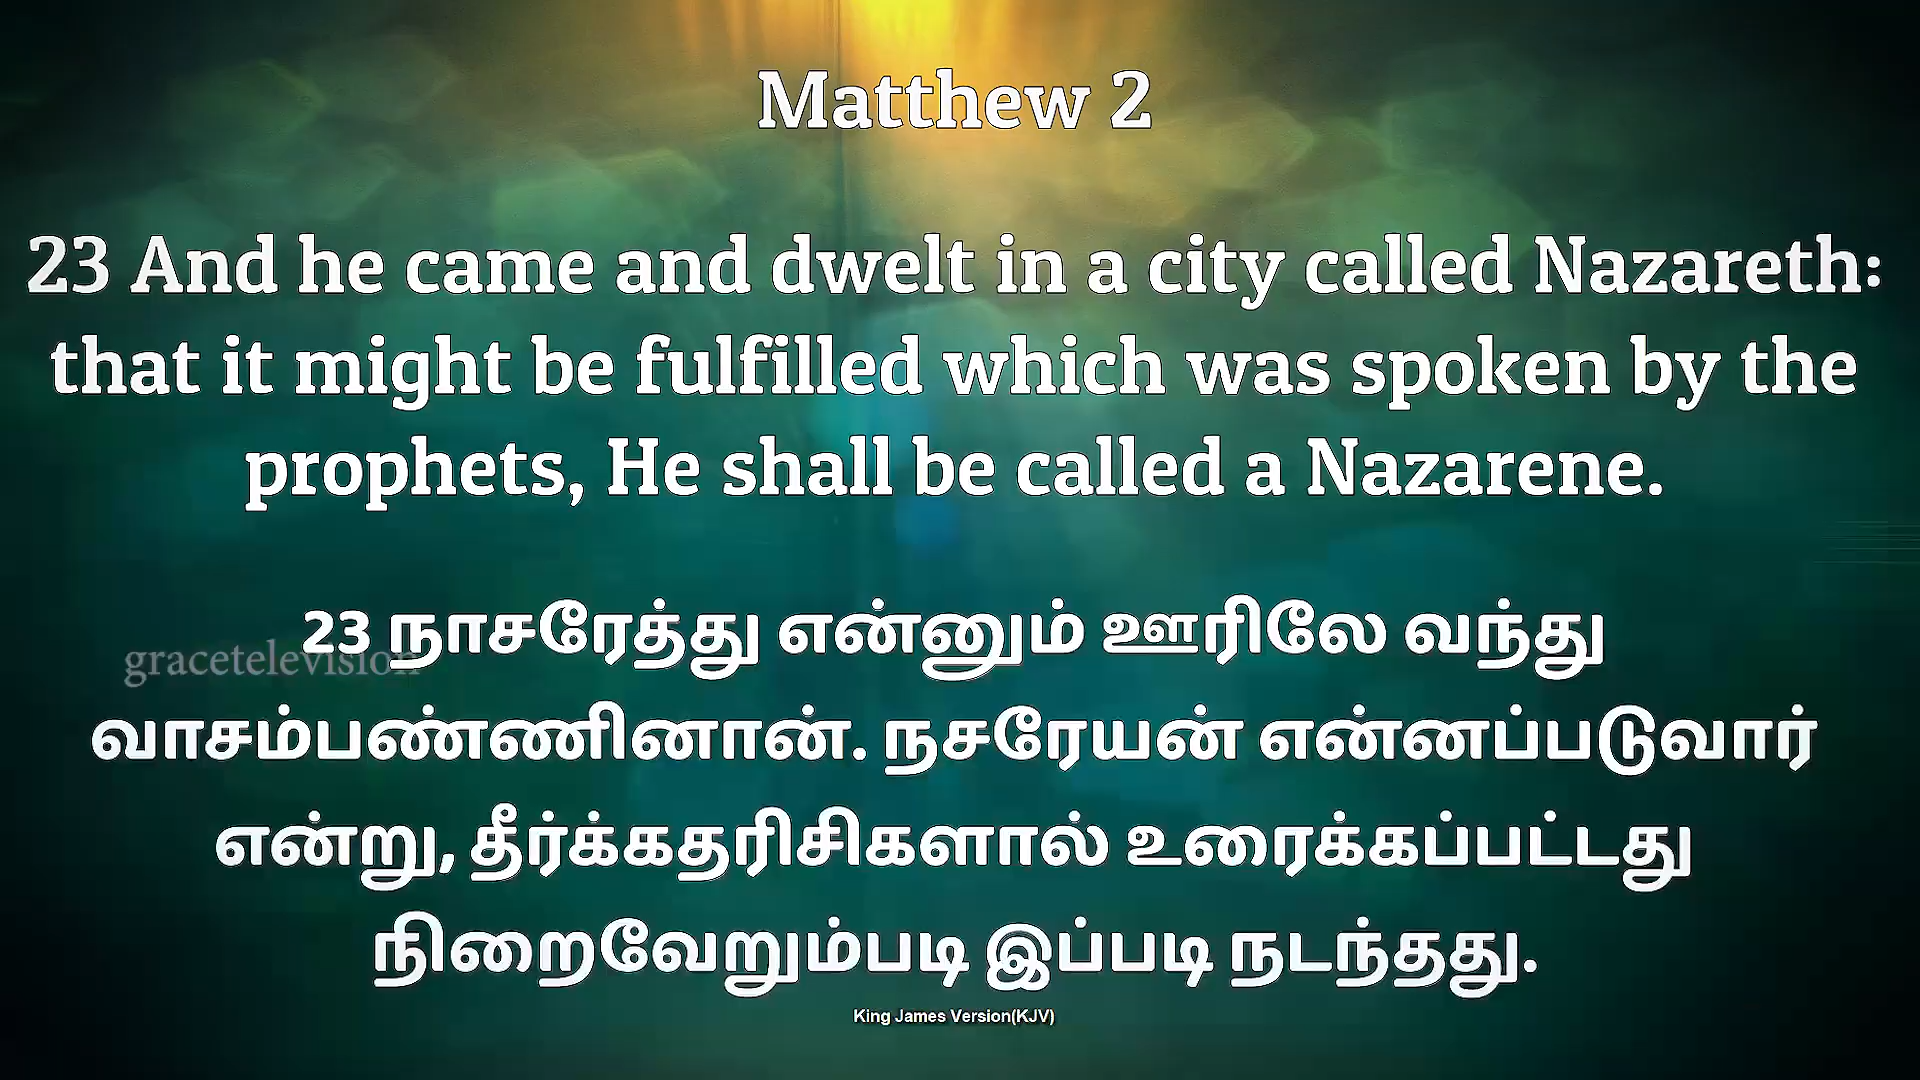 Matthew 2
23 And he came and dwelt in a city called Nazareth:
that it might be fulfilled which was spoken by the
prophets, He shall be called a Nazarene.
23 நாசரேத்து என்னும் ஊரிலே வந்து
gracetelevision
வாசம்பண்ணினான். நசரேயன் என்னப்படுவார்
என்று, தீர்க்கதரிசிகளால் உரைக்கப்பட்டது
நிறைவேறும்படி இப்படி நடந்தது.
King James Version(KJV)